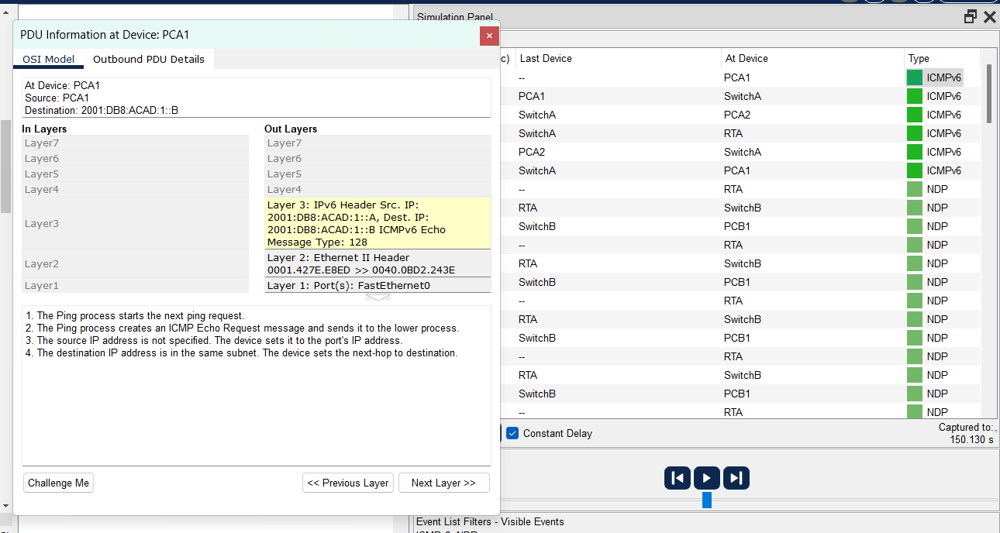 Simulation Panel
PDU Information at Device: PCA1
OSI Model Outbound PDU Details
At Device: PCA1
Source: PCA1
Destination: 2001:DB8:ACAD:1::B
In Layers Out Layers
Layer7 Layer7
Layer6 Layer6
Layer5 Layer5
Layer4 Layer4
Layer3
Layer 3: IPv6 Header Src. IP:
2001:DB8:ACAD:1::A, Dest. IP:
2001:DB8:ACAD:1::B ICMPv6 Echo
Message Type: 128
Layer2
Layer 2: Ethernet II Header
0001.427E.E8ED >> 0040.0BD2.243E
Layer1 Layer 1: Port(s): FastEthernet0
1. The Ping process starts the next ping request.
2. The Ping process creates an ICMP Echo Request message and sends it to the lower process.
3. The source IP address is not specified. The device sets it to the port's IP address.
4. The destination IP address is in the same subnet. The device sets the next-hop to destination.
Challenge Me << Previous Layer Next Layer >>
c) Last Device At Device Type
-- PCA1 ICMPv6
PCA1 SwitchA ICMPv6
SwitchA PCA2 ICMPv6
SwitchA RTA ICMPv6
PCA2 SwitchA ICMPv6
SwitchA PCA1 ICMPv6
-- RTA NDP
RTA SwitchB NDP
SwitchB PCB1 NDP
-- RTA NDP
RTA SwitchB NDP
SwitchB PCB1 NDP
-- RTA NDP
RTA SwitchB NDP
SwitchB PCB1 NDP
-- RTA NDP
RTA SwitchB NDP
SwitchB PCB1 NDP
-- RTA NDP
Constant Delay
Captured to:
150.130 s
Event List Filters - Visible Events